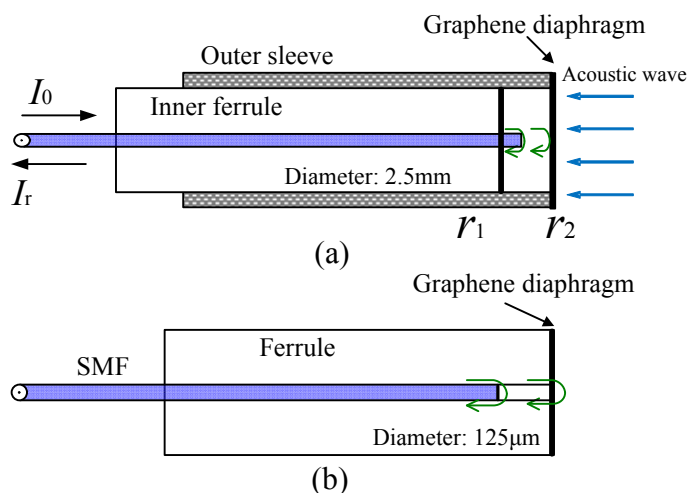 Graphene diaphragm
Outer sleeve
Acoustic wave
I0
Inner ferrule
Ir
Diameter: 2.5mm
r1
r2
(a)
Graphene diaphragm
Ferrule
SMF
Diameter: 125μm
(b)